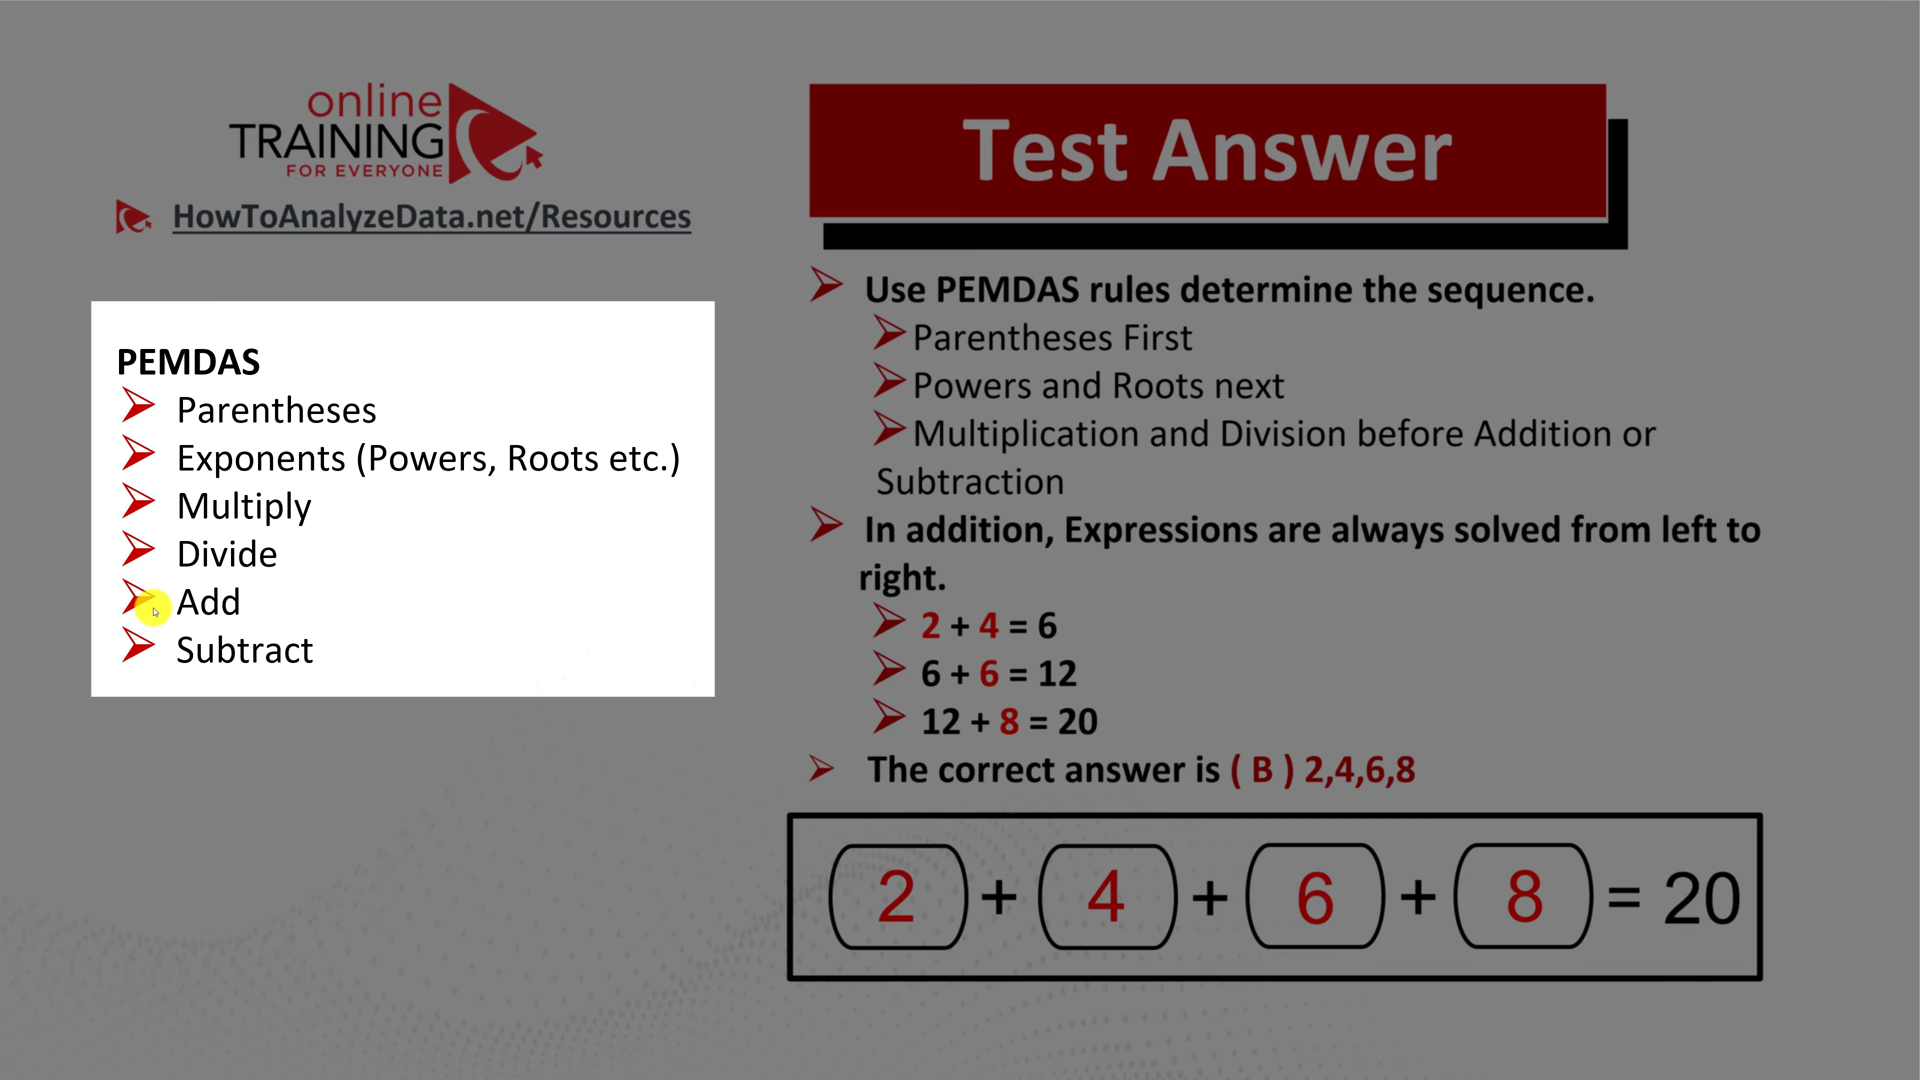 online
TRAINING
FOR EVERYONE
HowToAnalyzeData.net/Resources
PEMDAS
Parentheses
Exponents (Powers, Roots etc.)
Multiply
Divide
Add
Subtract
Test Answer
Use PEMDAS rules determine the sequence.
Parentheses First
Powers and Roots next
Multiplication and Division before Addition or
Subtraction
In addition, Expressions are always solved from left to
right.
2 + 4 = 6
6 + 6 = 12
12 + 8 = 20
The correct answer is ( B ) 2,4,6,8
2 + 4 + 6 + 8 = 20